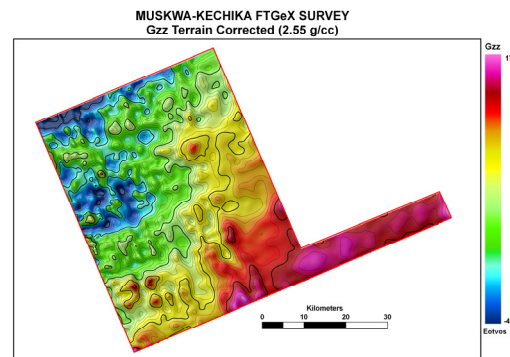 MUSKWA-KECHIKA FTGeX SURVEY
Gzz Terrain Corrected (2.55 g/cc)
Gzz
-4
Eotvos
Kilometers
0 10 20 30